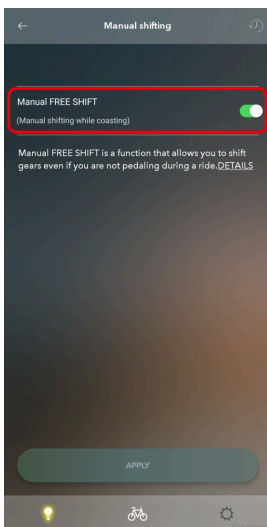 Manual shifting
Manual FREE SHIFT
(Manual shifting while coasting)
Manual FREE SHIFT is a function that allows you to shift
gears even if you are not pedaling during a ride.DETAILS
APPLY